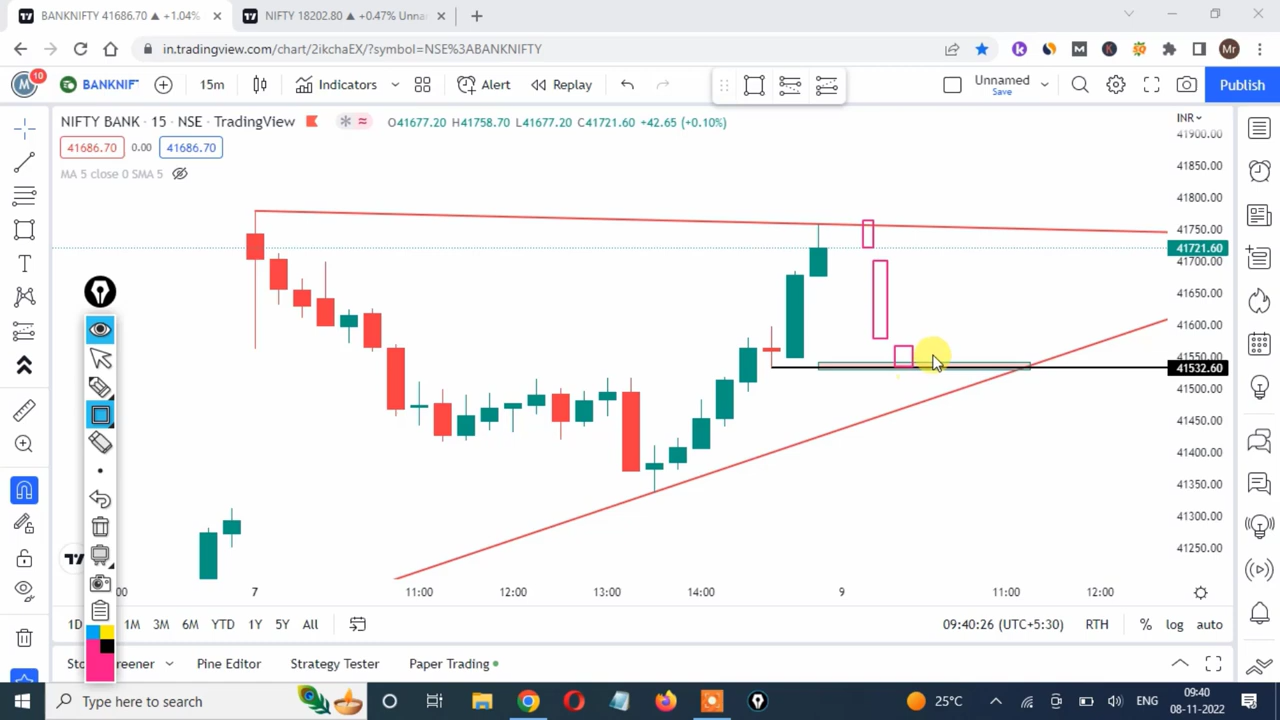 BANKNIFTY 41686.70 ▲ +1.04%
NIFTY 18202.80 ▲ +0.47% Unna
in.tradingview.com/chart/2ikchaEX/?symbol=NSE%3ABANKNIFTY
Mr
M 10
BANKNIF
15m
Indicators
Alert
Replay
Unnamed
Save
Publish
NIFTY BANK · 15 · NSE · TradingView
O41677.20 H41758.70 L41677.20 C41721.60 +42.65 (+0.10%)
INR
41686.70 0.00 41686.70
MA 5 close 0 SMA 5
41900.00
41850.00
41800.00
41750.00
41721.60
41700.00
41650.00
41600.00
41550.00
41532.60
41500.00
41450.00
41400.00
41350.00
41300.00
41250.00
:00 7 11:00 12:00 13:00 14:00 9 11:00 12:00
1D 1M 3M 6M YTD 1Y 5Y All
09:40:26 (UTC+5:30) RTH % log auto
Sto creener Pine Editor Strategy Tester Paper Trading
Type here to search
25°C
ENG
09:40
08-11-2022